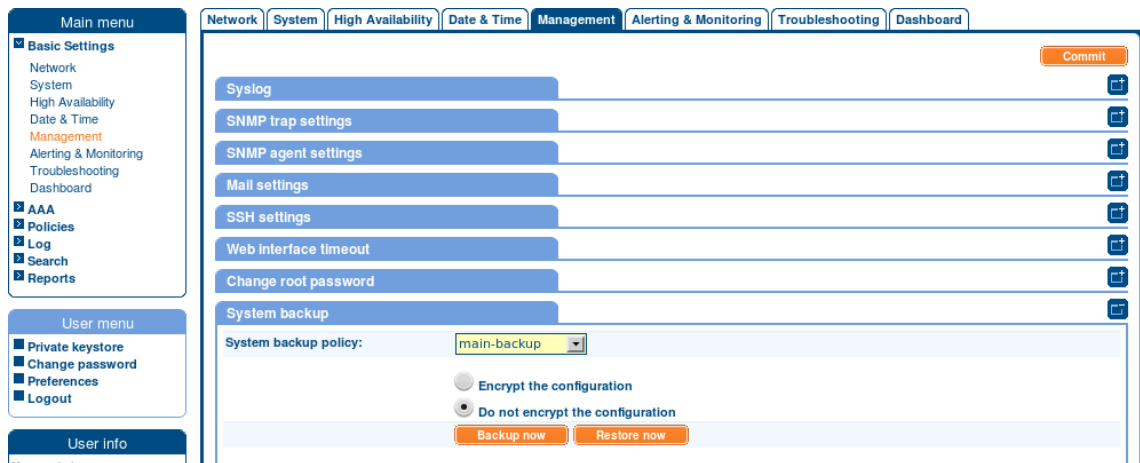 Main menu
Basic Settings
Network
System
High Availability
Date & Time
Management
Alerting & Monitoring
Troubleshooting
Dashboard
AAA
Policies
Log
Search
Reports
User menu
Private keystore
Change password
Preferences
Logout
User info
Network System High Availability Date & Time Management Alerting & Monitoring Troubleshooting Dashboard
Commit
Syslog
SNMP trap settings
SNMP agent settings
Mail settings
SSH settings
Web interface timeout
Change root password
System backup
System backup policy: main-backup
Encrypt the configuration
Do not encrypt the configuration
Backup now Restore now